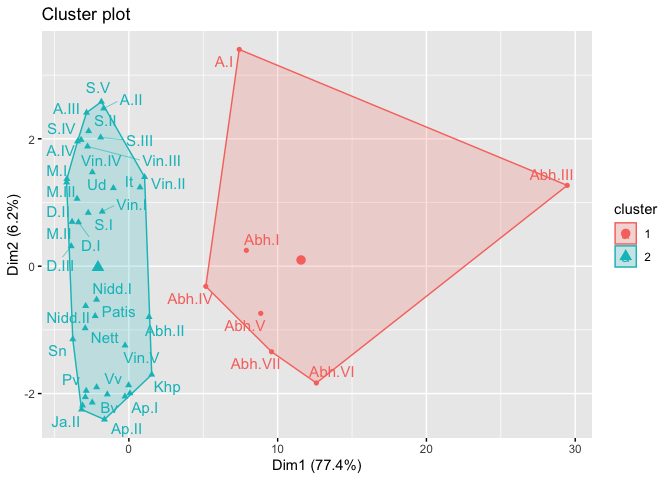 Cluster plot
A.I
S.V
A.II
A.III
S.II
S.IV
S.III
A.IV
Vin.IV
Vin.III
M.I
Ud
It
Vin.II
M.III
Vin.I
D.I
S.I
M.II
D.I
D.III
Abh.III
Abh.I
Nidd.I
Abh.IV
Nidd.II
Patis
Abh.II
Abh.V
Nett
Sn
Vin.V
Abh.VII
Abh.VI
Pv
Vv
Khp
Bv
Ap.I
Ja.II
Ap.II
2
0
-2
0
10
20
30
Dim1 (77.4%)
Dim2 (6.2%)
cluster
1
2